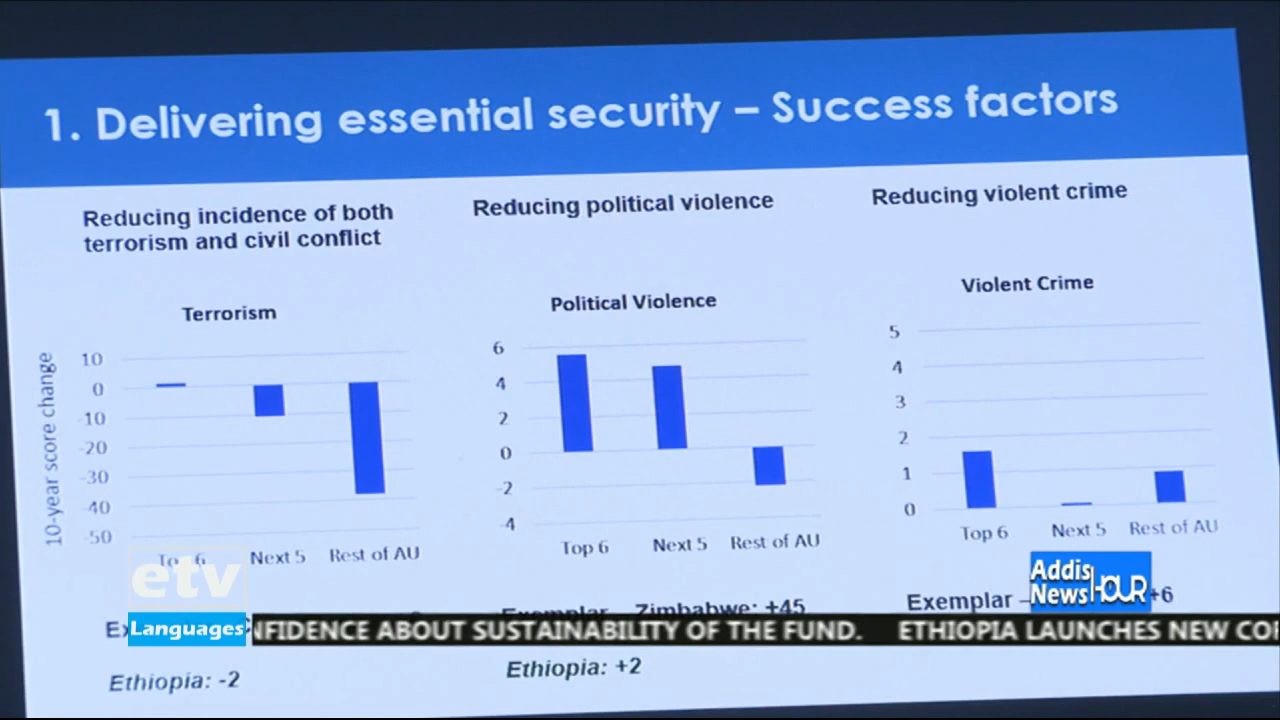 1. Delivering essential security – Success factors
Reducing incidence of both
terrorism and civil conflict
Terrorism
10-year score change
10
0
-10
-20
-30
-40
-50
Top 6
Next 5
Rest of AU
Ethiopia: -2
Reducing political violence
Political Violence
6
4
2
0
-2
-4
Top 6
Next 5
Rest of AU
Exemplar
Zimbabwe: +45
Ethiopia: +2
Reducing violent crime
Violent Crime
5
4
3
2
1
0
Top 6
Next 5
Rest of AU
Exemplar –
+6
etv
Languages
Addis
News HOUR
NFIDENCE ABOUT SUSTAINABILITY OF THE FUND. ETHIOPIA LAUNCHES NEW